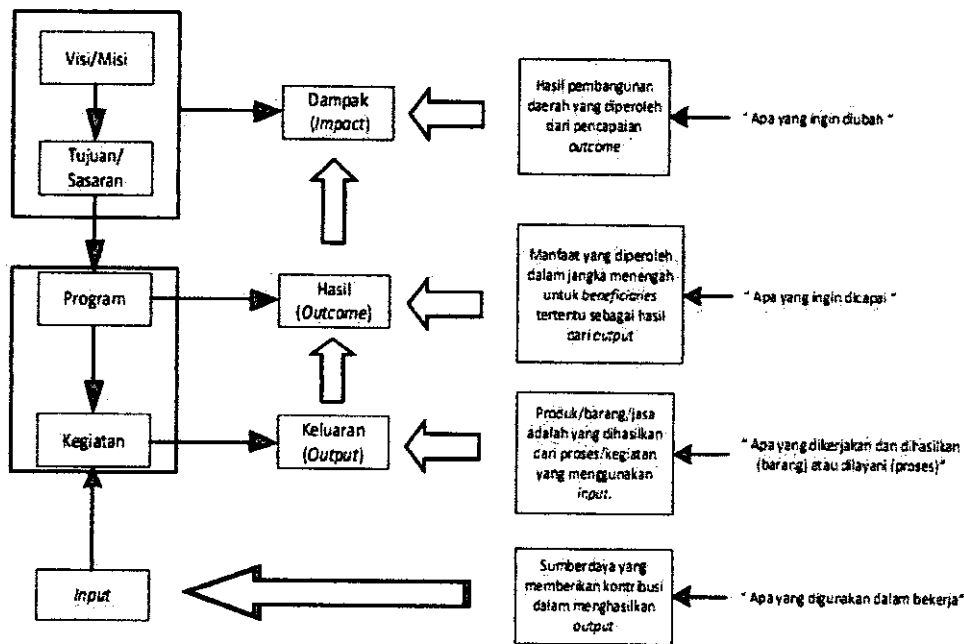 Visi/Misi
Tujuan/
Sasaran
Dampak
(Impact)
Hasil pembangunan
daerah yang diperoleh
dari pencapaian
outcome
" Apa yang ingin diubah "
Program
Hasil
(Outcome)
Manfaat yang diperoleh
dalam jangka menengah
untuk beneficiaries
tertentu sebagai hasil
dari output
" Apa yang ingin dicapai "
Kegiatan
Keluaran
(Output)
Produk/barang/jasa
adalah yang dihasilkan
dari proses/kegiatan
yang menggunakan
input.
" Apa yang dikerjakan dan dihasilkan
(barang) atau dilayani (proses)"
Input
Sumberdaya yang
memberikan kontribusi
dalam menghasilkan
output
" Apa yang digunakan dalam bekerja"